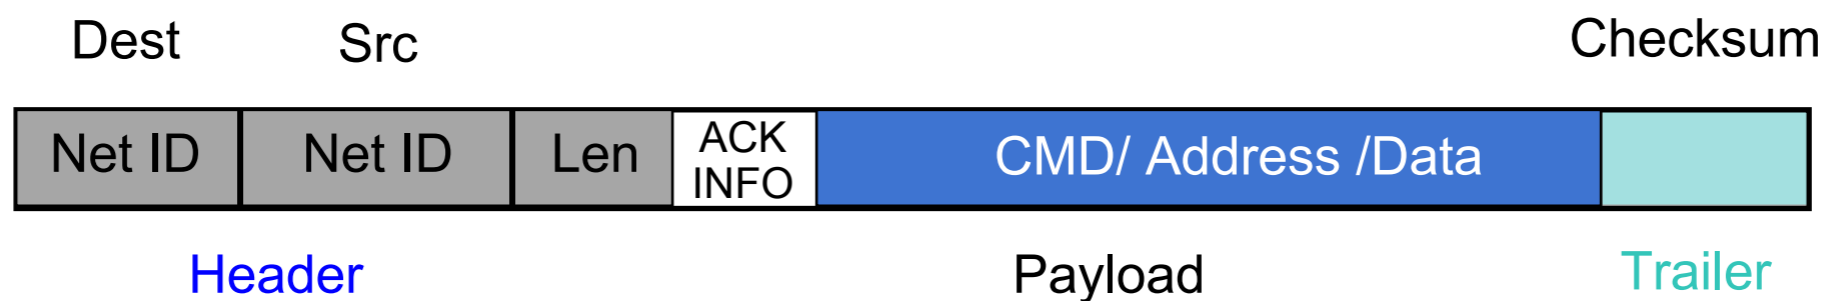 Dest Src Checksum
Net ID Net ID Len ACK INFO CMD/ Address /Data
Header Payload Trailer